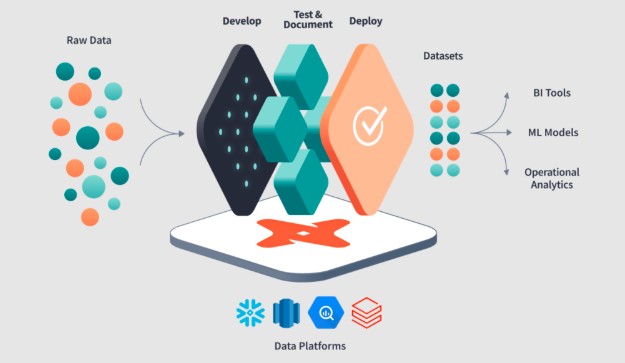 Raw Data
Develop
Test &
Document
Deploy
Datasets
BI Tools
ML Models
Operational
Analytics
Data Platforms